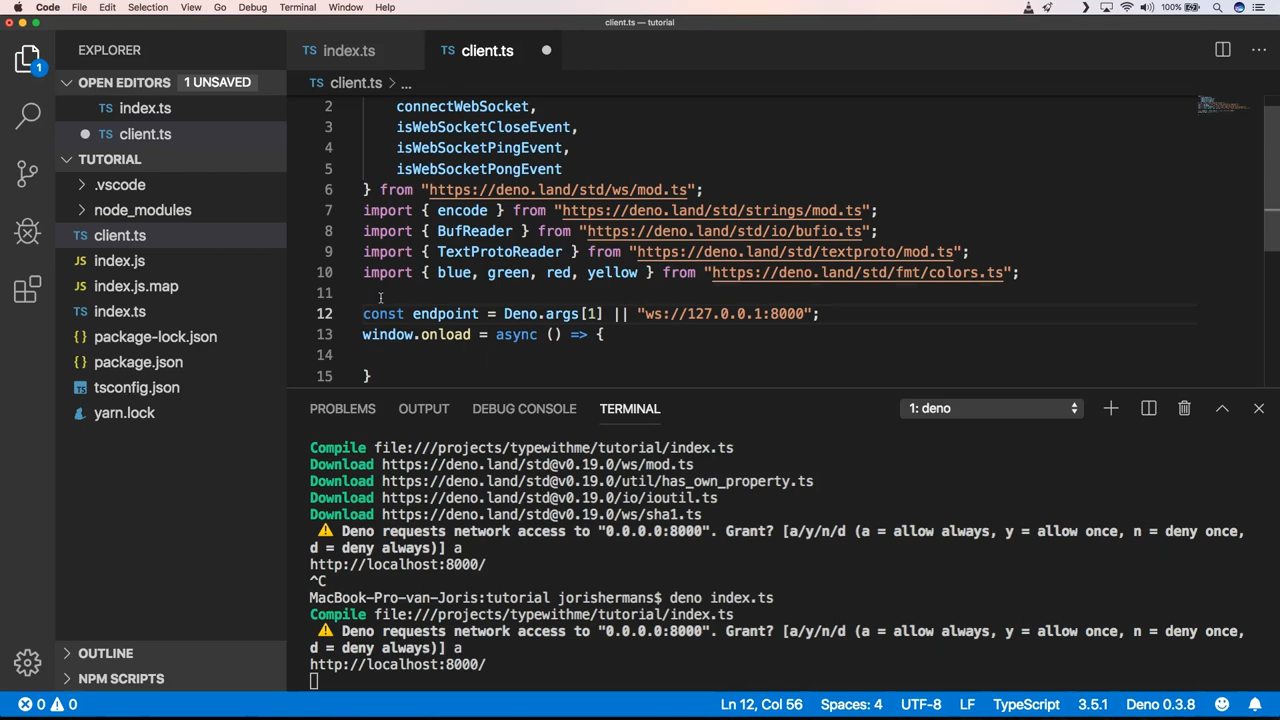 Code File Edit Selection View Go Debug Terminal Window Help 100%
client.ts — tutorial
EXPLORER
OPEN EDITORS 1 UNSAVED
TS index.ts
TS client.ts
TUTORIAL
.vscode
node_modules
TS client.ts
JS index.js
{} index.js.map
TS index.ts
{} package-lock.json
{} package.json
tsconfig.json
yarn.lock
OUTLINE
NPM SCRIPTS
1
TS index.ts TS client.ts
TS client.ts > ...
2 connectWebSocket,
3 isWebSocketCloseEvent,
4 isWebSocketPingEvent,
5 isWebSocketPongEvent
6 } from "https://deno.land/std/ws/mod.ts";
7 import { encode } from "https://deno.land/std/strings/mod.ts";
8 import { BufReader } from "https://deno.land/std/io/bufio.ts";
9 import { TextProtoReader } from "https://deno.land/std/textproto/mod.ts";
10 import { blue, green, red, yellow } from "https://deno.land/std/fmt/colors.ts";
11
12 const endpoint = Deno.args[1] || "ws://127.0.0.1:8000";
13 window.onload = async () => {
14
15 }
PROBLEMS OUTPUT DEBUG CONSOLE TERMINAL 1: deno
Compile file:///projects/typewithme/tutorial/index.ts
Download https://deno.land/std@v0.19.0/ws/mod.ts
Download https://deno.land/std@v0.19.0/util/has_own_property.ts
Download https://deno.land/std@v0.19.0/io/ioutil.ts
Download https://deno.land/std@v0.19.0/ws/sha1.ts
⚠️ Deno requests network access to "0.0.0.0:8000". Grant? [a/y/n/d (a = allow always, y = allow once, n = deny once,
d = deny always)] a
http://localhost:8000/
^C
MacBook-Pro-van-Joris:tutorial jorishermans$ deno index.ts
Compile file:///projects/typewithme/tutorial/index.ts
⚠️ Deno requests network access to "0.0.0.0:8000". Grant? [a/y/n/d (a = allow always, y = allow once, n = deny once,
d = deny always)] a
http://localhost:8000/
0 0 Ln 12, Col 56 Spaces: 4 UTF-8 LF TypeScript 3.5.1 Deno 0.3.8